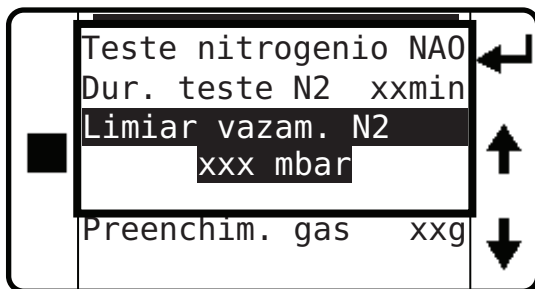 Teste nitrogenio NAO
Dur. teste N2 xxmin
Limiar vazam. N2
xxx mbar
Preenchim. gas xxg